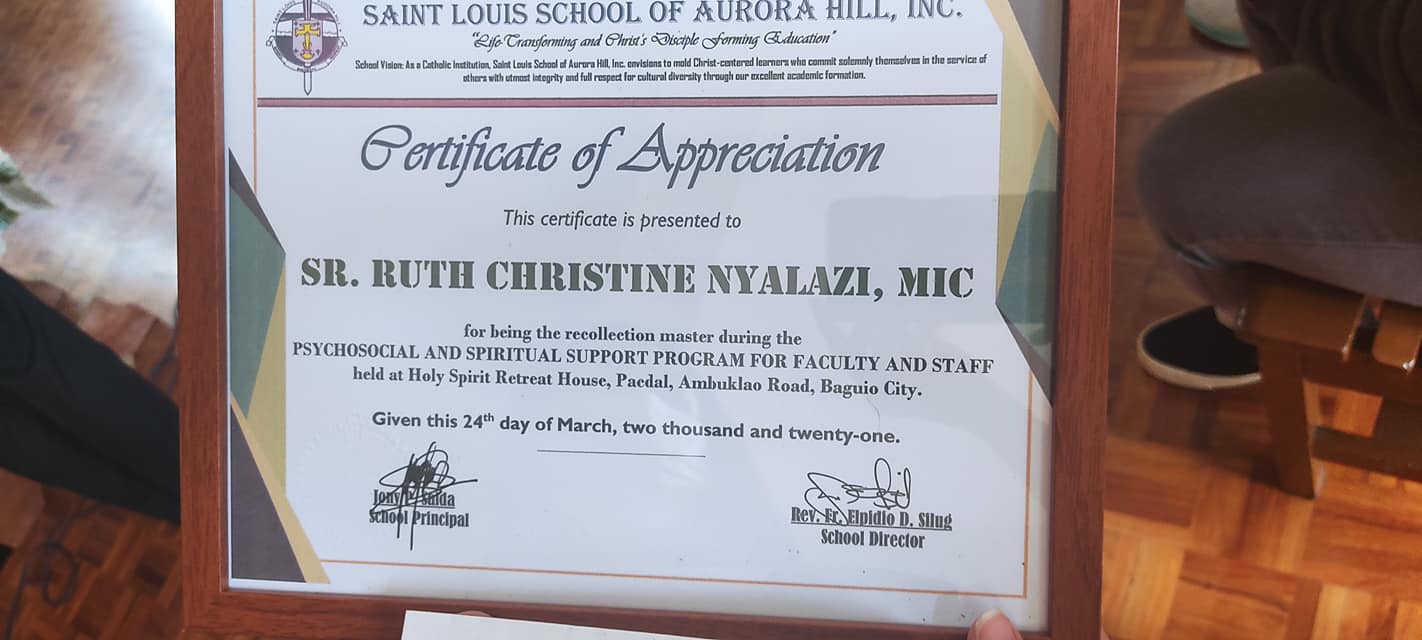 SAINT LOUIS SCHOOL OF AURORA HILL, INC.
"Life-Transforming and Christ's Disciple Forming Education"
School Vision: As a Catholic Institution, Saint Louis School of Aurora Hill, Inc. envisions to mold Christ-centered learners who commit solemnly themselves in the service of
others with utmost integrity and full respect for cultural diversity through our excellent academic formation.
Certificate of Appreciation
This certificate is presented to
SR. RUTH CHRISTINE NYALAZI, MIC
for being the recollection master during the
PSYCHOSOCIAL AND SPIRITUAL SUPPORT PROGRAM FOR FACULTY AND STAFF
held at Holy Spirit Retreat House, Pacdal, Ambuklao Road, Baguio City.
Given this 24th day of March, two thousand and twenty-one.
Jony
School Principal
Rev. Fr. Elpidio D. Silug
School Director